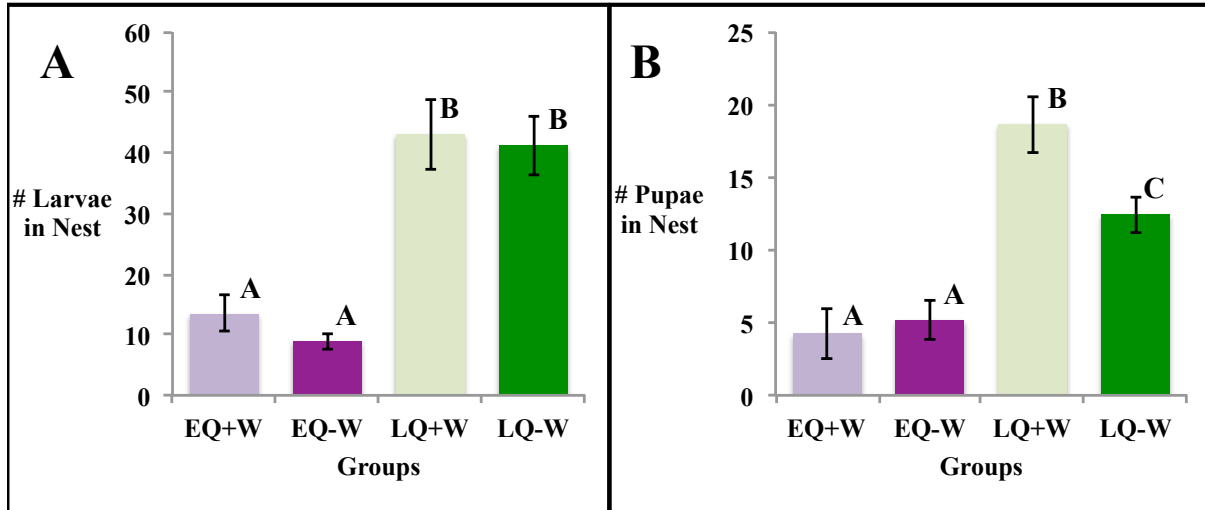 A
60
50
40
30
20
10
0
# Larvae
in Nest
A
A
B
B
EQ+W EQ-W LQ+W LQ-W
Groups
B
25
20
15
10
5
0
# Pupae
in Nest
A
A
B
C
EQ+W EQ-W LQ+W LQ-W
Groups